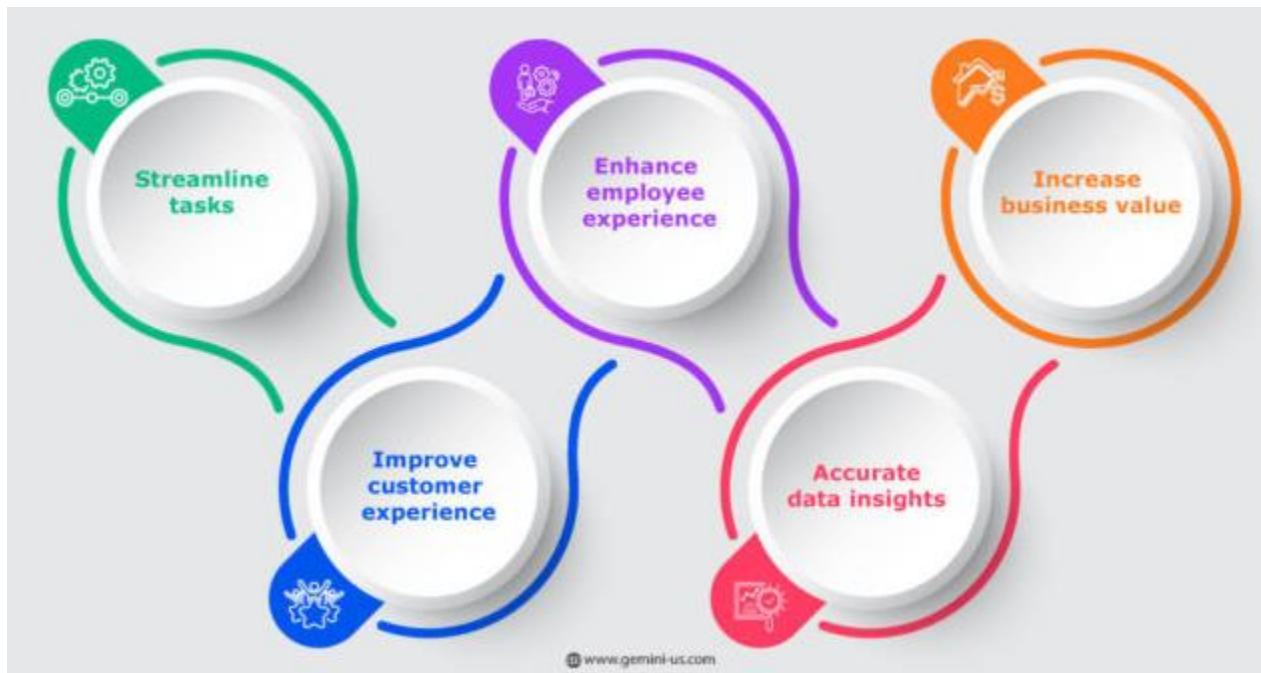 Streamline
tasks
Improve
customer
experience
Enhance
employee
experience
Accurate
data insights
Increase
business value
www.gemini-us.com